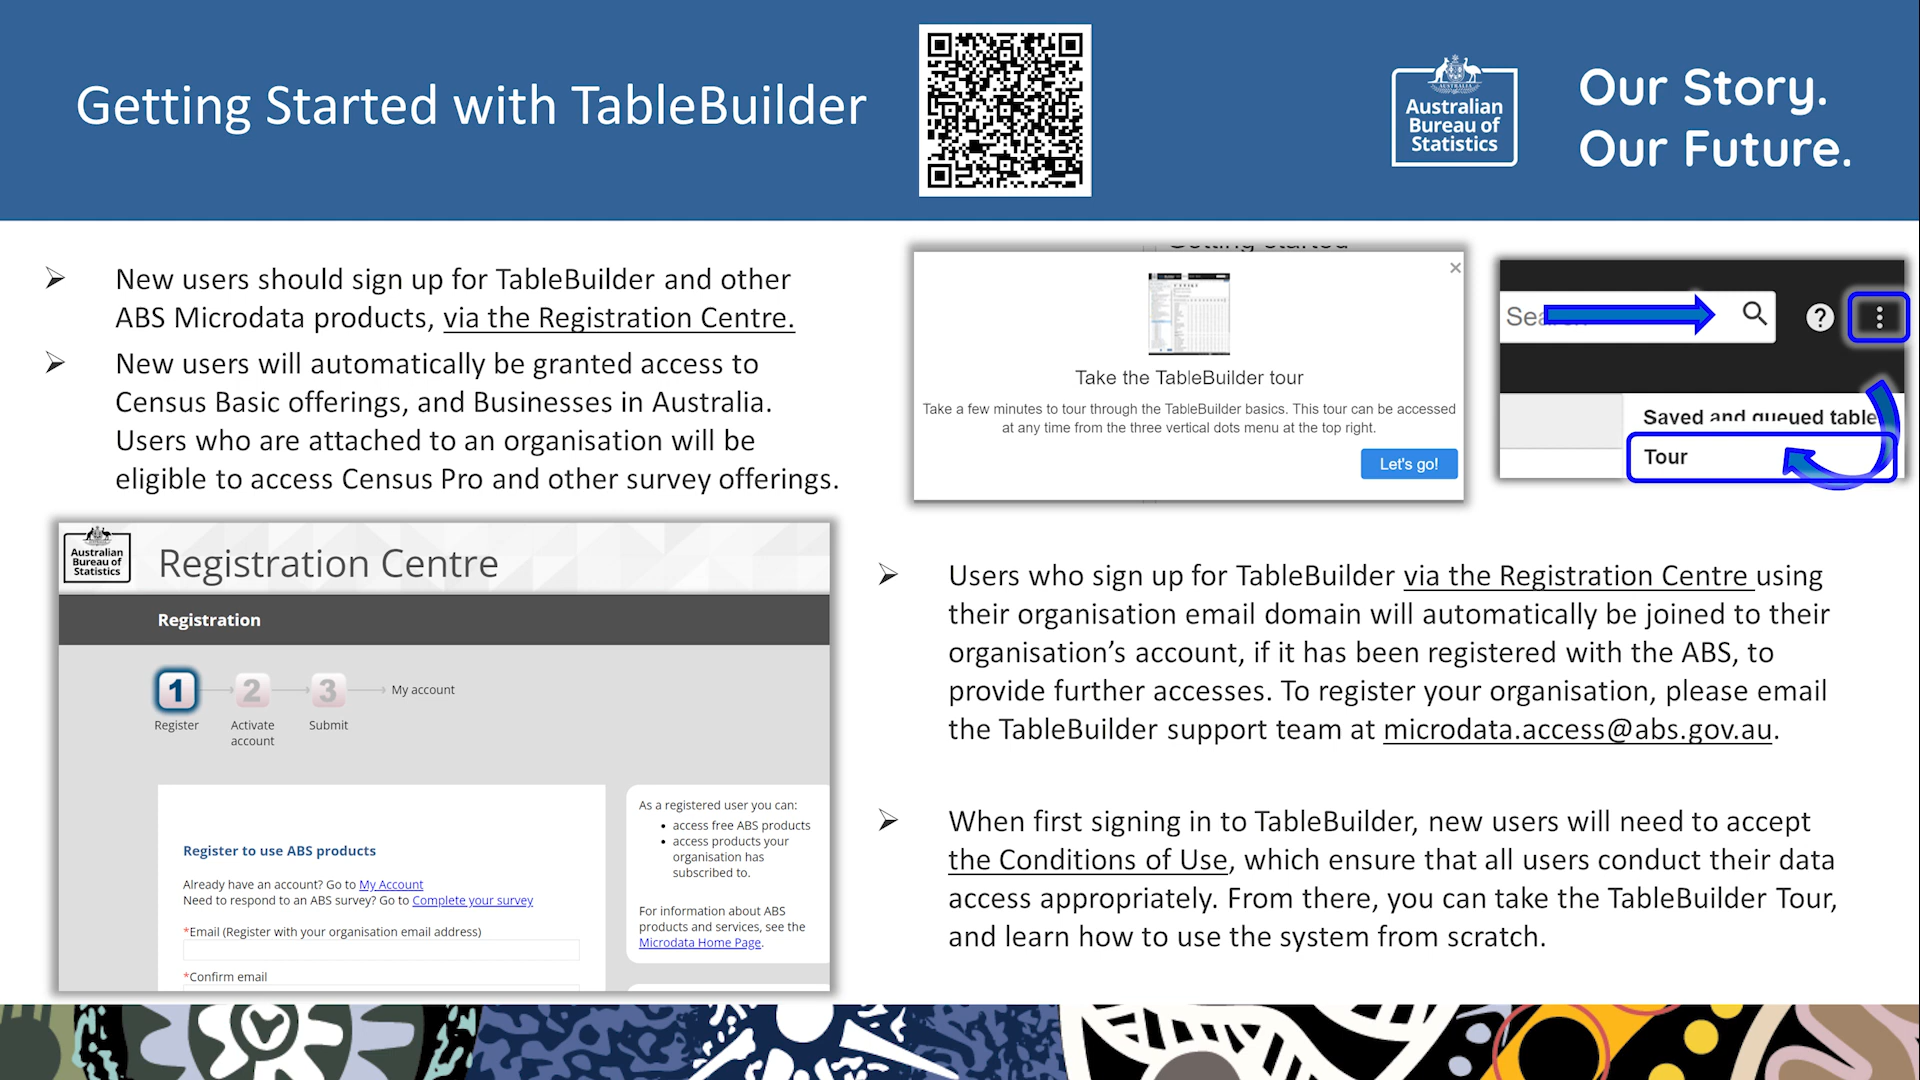 Getting Started with TableBuilder
AUSTRALIA
Australian
Bureau of
Statistics
Our Story.
Our Future.
➢ New users should sign up for TableBuilder and other
ABS Microdata products, via the Registration Centre.
➢ New users will automatically be granted access to
Census Basic offerings, and Businesses in Australia.
Users who are attached to an organisation will be
eligible to access Census Pro and other survey offerings.
Australian
Bureau of
Statistics
Registration Centre
Registration
1 2 3 My account
Register Activate Submit
account
Register to use ABS products
Already have an account? Go to My Account
Need to respond to an ABS survey? Go to Complete your survey
*Email (Register with your organisation email address)
*Confirm email
As a registered user you can:
• access free ABS products
• access products your
organisation has
subscribed to.
For information about ABS
products and services, see the
Microdata Home Page.
Getting started
×
Take the TableBuilder tour
Take a few minutes to tour through the TableBuilder basics. This tour can be accessed
at any time from the three vertical dots menu at the top right.
Let's go!
Search
?
Saved and queued table
Tour
➢ Users who sign up for TableBuilder via the Registration Centre using
their organisation email domain will automatically be joined to their
organisation’s account, if it has been registered with the ABS, to
provide further accesses. To register your organisation, please email
the TableBuilder support team at microdata.access@abs.gov.au.
➢ When first signing in to TableBuilder, new users will need to accept
the Conditions of Use, which ensure that all users conduct their data
access appropriately. From there, you can take the TableBuilder Tour,
and learn how to use the system from scratch.